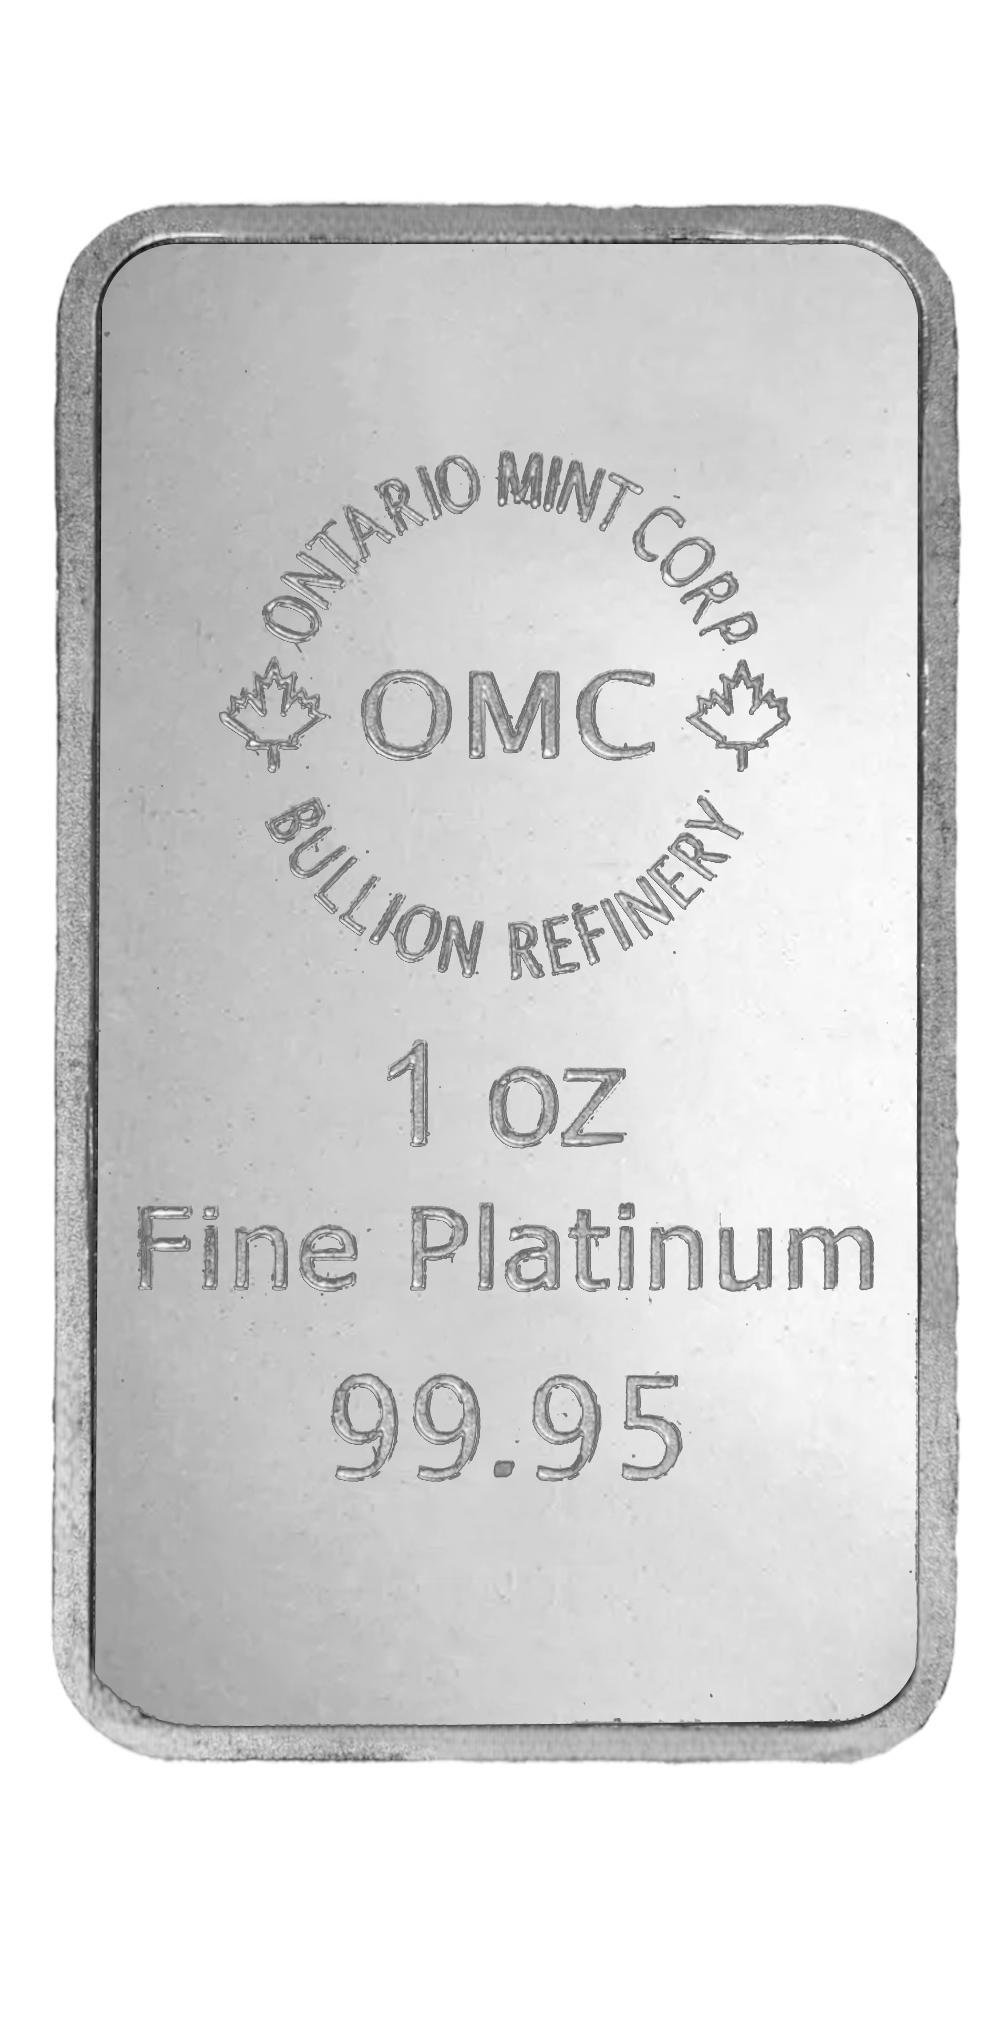 ONTARIO MINT CORP
OMC
BULLION REFINERY
1 oz
Fine Platinum
99.95